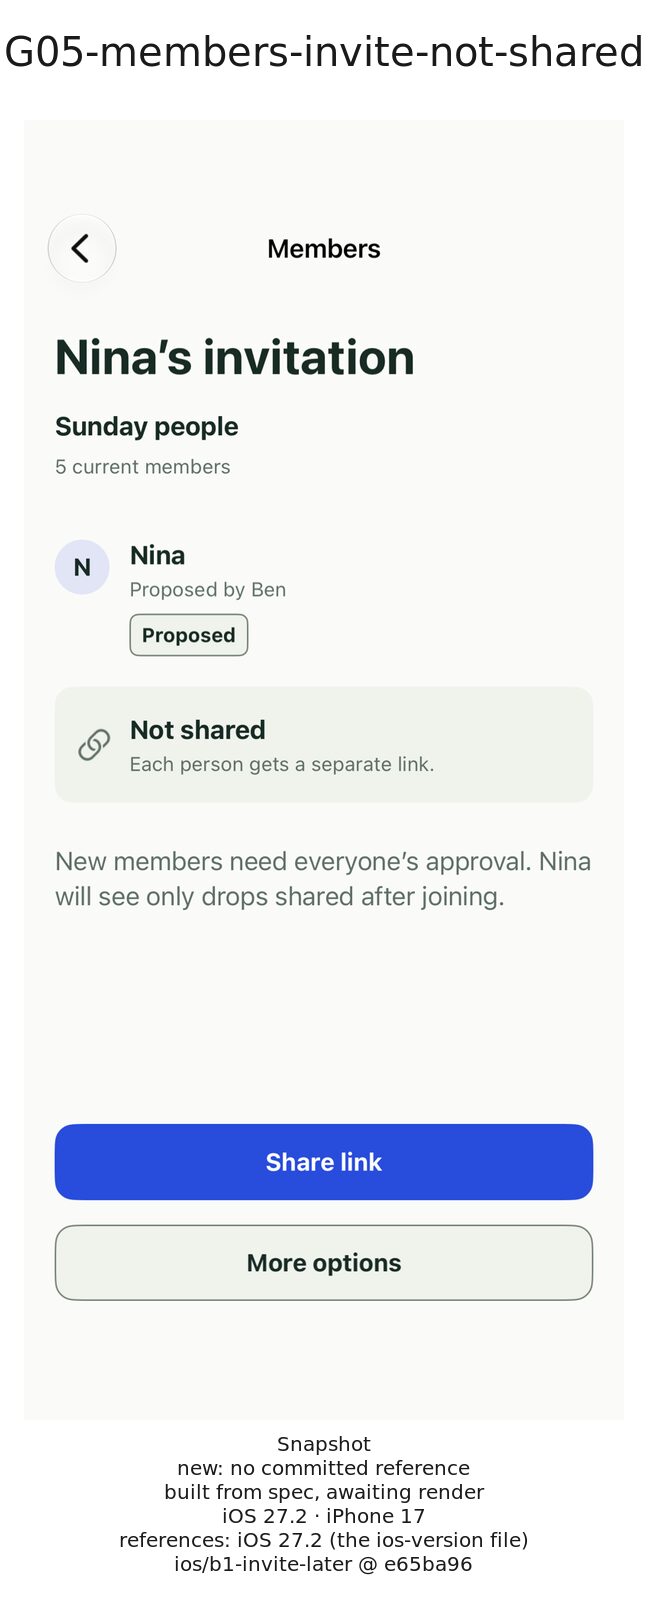 G05-members-invite-not-shared
Members
Nina’s invitation
Sunday people
5 current members
N
Nina
Proposed by Ben
Proposed
Not shared
Each person gets a separate link.
New members need everyone’s approval. Nina
will see only drops shared after joining.
Share link
More options
Snapshot
new: no committed reference
built from spec, awaiting render
iOS 27.2 · iPhone 17
references: iOS 27.2 (the ios-version file)
ios/b1-invite-later @ e65ba96